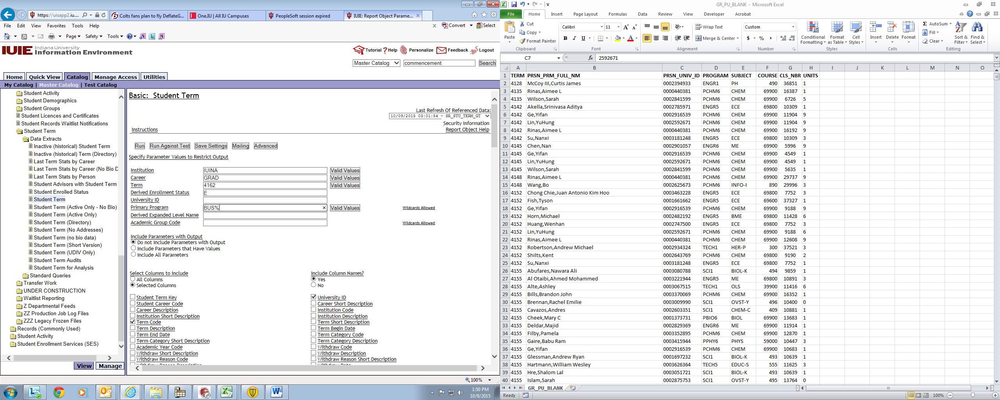 https://uisapp2.iu....
Colts fans plan to fly DeflateG...
One.IU | All IU Campuses
PeopleSoft session expired
IUIE: Report Object Parame...
File Edit View Favorites Tools Help
Convert Select
Page Safety Tools
IUIE Indiana University
Information Environment
Tutorial ?Help Personalize Feedback Logout
Master Catalog commencement Search
Home Quick View Catalog Manage Access Utilities
My Catalog | Master Catalog | Test Catalog
Student Activity
Student Demographics
Student Groups
Student Licences and Certificates
Student Records Waitlist Notifications
Student Term
Data Extracts
Inactive (historical) Student Term
Inactive (historical) Term (Directory)
Last Term Stats by Career
Last Term Stats by Career (No Bio D
Last Term Stats by Person
Student Advisors with Student Term
Student Enrolled Status
Student Term
Student Term (Active Only - No Bio)
Student Term (Active Only)
Student Term (Directory)
Student Term (No Addresses)
Student Term (no bio data)
Student Term (Short Version)
Student Term (UDIV Only)
Student Term Audits
Student Term for Analysis
Standard Queries
Transfer Work
UNDER CONSTRUCTION
Waitlist Reporting
Z Departmental Feeds
ZZ Production Job Log Files
ZZZ Legacy Frozen Files
Records (Commonly Used)
Student Activity
Student Enrollment Services (SES)
View Manage
Basic: Student Term
Last Refresh Of Referenced Data:
10/09/2015 03:01:54 - SR_STU_TERM_GT
Security Information
Instructions Report Object Help
Run Run Against Test Save Settings Mailing Advanced
Specify Parameter Values to Restrict Output
Institution IUINA Valid Values
Career GRAD Valid Values
Term 4162 Valid Values
Derived Enrollment Status E
University ID
Primary Program BUS% Valid Values Wildcards Allowed
Derived Expanded Level Name
Academic Group Code Wildcards Allowed
Include Parameters with Output
Do not Include Parameters with Output
Include Parameters that Have Values
Include All Parameters
Select Columns to Include Include Column Names?
All Columns Yes
Selected Columns No
Student Term Key University ID
Student Career Code Career Short Description
Career Description Institution Code
Institution Short Description Institution Description
Term Code Term Short Description
Term Description Term Begin Date
Term End Date Term Category Code
Term Category Short Description Term Category Description
Academic Year Code Withdraw Code
Withdraw Short Description Withdraw Description
Withdraw Reason Code Withdraw Reason Short Description
100%
1:50 PM
10/9/2015
GR_PU_BLANK - Microsoft Excel
File Home Insert Page Layout Formulas Data Review View Developer Acrobat
Paste Cut Copy Format Painter Clipboard
Calibri 11 B I U Font
Wrap Text Merge & Center Alignment
Custom $ % , Number
Conditional Formatting Format as Table Cell Styles Styles
Insert Delete Format Cells
AutoSum Fill Clear Sort & Filter Find & Select Editing
C7 fx 2592671
A B C D E F G H I J K L M N O
1 TERM PRSN_PRM_FULL_NM PRSN_UNIV_ID PROGRAM SUBJECT COURSE CLS_NBR UNITS
2 4128 McCoy III,Curtis James 0002394933 ENGR1 PH 490 36851 1
3 4135 Rinas,Aimee L 0000440381 PCHM6 CHEM 69900 16387 1
4 4135 Wilson,Sarah 0002841599 PCHM6 CHEM 69900 6726 5
5 4142 Akella,Srinivasa Aditya 0002785971 ENGR5 ECE 69800 10309 1
6 4142 Ge,Yifan 0002916539 PCHM6 CHEM 69900 11904 9
7 4142 Lin,YuHung 0002592671 PCHM6 CHEM 69900 11904 9
8 4142 Rinas,Aimee L 0000440381 PCHM6 CHEM 69900 16192 9
9 4142 Su,Nanxi 0003181248 ENGR5 ECE 69800 10309 3
10 4145 Chen,Nan 0002901057 ENGR6 ME 69900 5996 9
11 4145 Ge,Yifan 0002916539 PCHM6 CHEM 69900 4549 1
12 4145 Lin,YuHung 0002592671 PCHM6 CHEM 69900 4549 1
13 4145 Wilson,Sarah 0002841599 PCHM6 CHEM 69900 5635 1
14 4148 Rinas,Aimee L 0000440381 PCHM6 CHEM 69900 29737 9
15 4148 Wang,Bo 0002625673 PCHM6 INFO-I 890 29996 3
16 4152 Chong Chie,Juan Antonio Kim Hoo 0003463228 ENGR5 ECE 69800 7752 3
17 4152 Fish,Tyson 0001661662 ENGR5 ECE 69600 37327 1
18 4152 Ge,Yifan 0002916539 PCHM6 CHEM 69900 9188 9
19 4152 Horn,Michael 0002482192 ENGR5 BME 69800 11428 6
20 4152 Huang,Wenhan 0002747500 ENGR5 ECE 69800 7752 3
21 4152 Lin,YuHung 0002592671 PCHM6 CHEM 69900 9188 6
22 4152 Rinas,Aimee L 0000440381 PCHM6 CHEM 69900 12608 9
23 4152 Robertson,Andrew Michael 0002934324 TECH1 HER-P 300 37521 3
24 4152 Shilts,Kent 0002643769 PCHM6 CHEM 69800 9190 2
25 4152 Su,Nanxi 0003181248 ENGR5 ECE 69800 7752 1
26 4155 Abufares,Nawara Ali 0003080788 SCI1 BIOL-K 494 9859 1
27 4155 Al Otaibi,Ahmed Mohammed 0003221944 ENGR5 ME 69800 10891 3
28 4155 Alte,Ashley 0003067515 TECH1 OLS 39900 11416 6
29 4155 Bills,Brandon John 0003370069 PCHM6 CHEM 69900 16352 1
30 4155 Brennan,Rachel Emilie 0003009990 SCI1 OVST-Y 496 10400 0
31 4155 Cavazos,Andres 0002603351 SCI1 CHEM-C 409 10881 1
32 4155 Cheek,Mary C 0001373731 PBIO6 BIOL 69900 13683 1
33 4155 Deldar,Majid 0002829369 ENGR6 ME 69900 11914 1
34 4155 Filby,Pamela 0003352895 PCHM6 CHEM 69900 12870 1
35 4155 Gaire,Babu Ram 0003415944 PPHY6 PHYS 59000 10447 3
36 4155 Ge,Yifan 0002916539 PCHM6 CHEM 69900 10683 1
37 4155 Glessman,Andrew Ryan 0001697232 SCI1 BIOL-K 493 10639 1
38 4155 Hartmann,William Wesley 0003626364 TECH5 EDUC-S 555 11625 3
39 4155 Hre,Shalom Lal 0003051721 SCI1 BIOL-K 493 10639 1
40 4155 Islam,Sarah 0002875753 SCI1 OVST-Y 495 13764 0
GR_PU_BLANK
Ready 100%